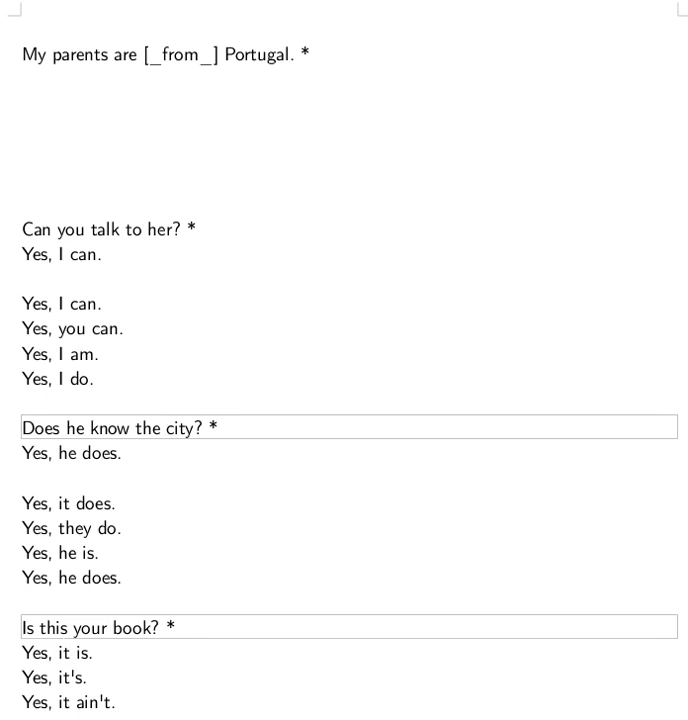 My parents are [_from_] Portugal. *
Can you talk to her? *
Yes, I can.
Yes, I can.
Yes, you can.
Yes, I am.
Yes, I do.
Does he know the city? *
Yes, he does.
Yes, it does.
Yes, they do.
Yes, he is.
Yes, he does.
Is this your book? *
Yes, it is.
Yes, it's.
Yes, it ain't.